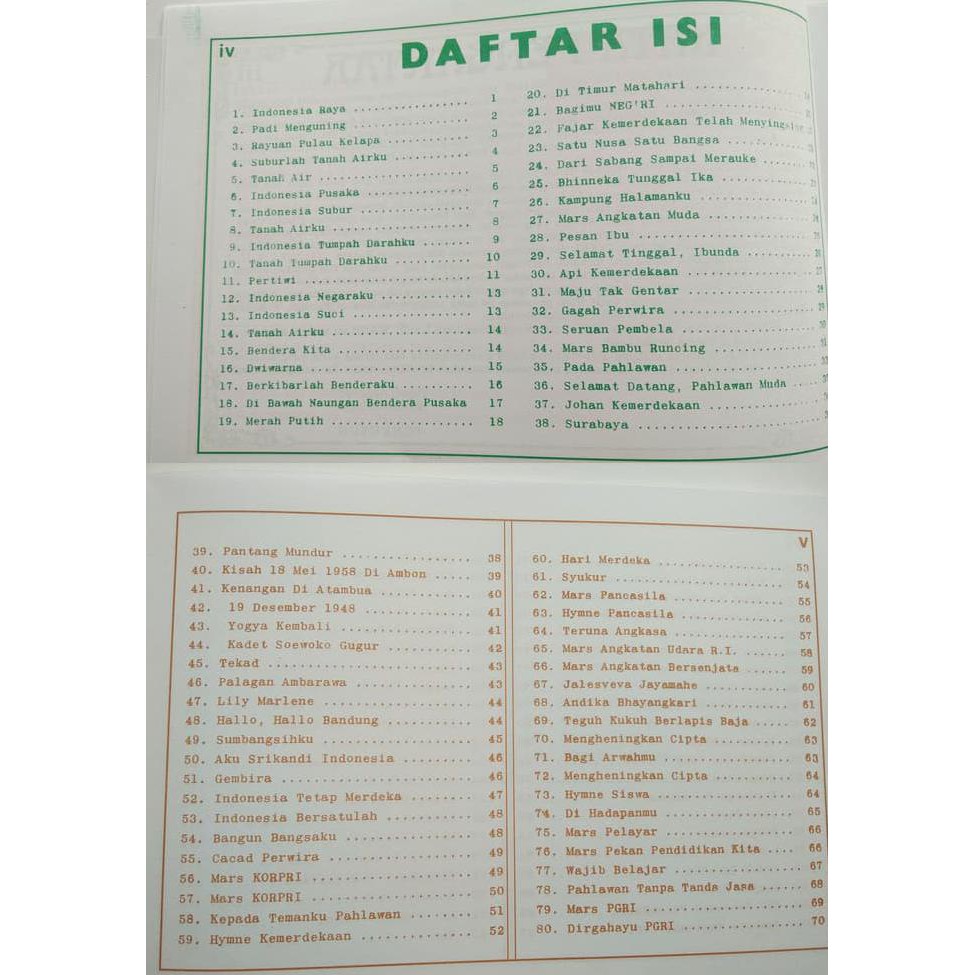 iv
DAFTAR ISI
1. Indonesia Raya ................. 1
2. Padi Menguning ................. 2
3. Rayuan Pulau Kelapa ............ 3
4. Suburlah Tanah Airku ........... 4
5. Tanah Air ...................... 5
6. Indonesia Pusaka ............... 6
7. Indonesia Subur ................ 7
8. Tanah Airku .................... 8
9. Indonesia Tumpah Darahku ....... 9
10. Tanah Tumpah Darahku ........... 10
11. Pertiwi ........................ 11
12. Indonesia Negaraku ............. 13
13. Indonesia Suci ................. 13
14. Tanah Airku .................... 14
15. Bendera Kita ................... 14
16. Dwiwarna ....................... 15
17. Berkibarlah Benderaku .......... 16
18. Di Bawah Naungan Bendera Pusaka 17
19. Merah Putih .................... 18
20. Di Timur Matahari ...............
21. Bagimu NEG'RI ...................
22. Fajar Kemerdekaan Telah
23. Satu Nusa Satu Bangsa ...........
24. Dari Sabang Sampai Merauke ......
25. Bhinneka Tunggal Ika ............
26. Kampung Halamanku ...............
27. Mars Angkatan Muda ..............
28. Pesan Ibu .......................
29. Selamat Tinggal, Ibunda .........
30. Api Kemerdekaan .................
31. Maju Tak Gentar .................
32. Gagah Perwira ...................
33. Seruan Pembela ..................
34. Mars Bambu Runcing ..............
35. Pada Pahlawan ...................
36. Selamat Datang, Pahlawan Muda ...
37. Johan Kemerdekaan ...............
38. Surabaya ........................
v
39. Pantang Mundur ................. 38
40. Kisah 18 Mei 1958 Di Ambon ..... 39
41. Kenangan Di Atambua ............ 40
42. 19 Desember 1948 ............... 41
43. Yogya Kembali .................. 41
44. Kadet Soewoko Gugur ............ 42
45. Tekad .......................... 43
46. Palagan Ambarawa ............... 43
47. Lily Marlene ................... 44
48. Hallo, Hallo Bandung ........... 44
49. Sumbangsihku ................... 45
50. Aku Srikandi Indonesia ......... 46
51. Gembira ........................ 46
52. Indonesia Tetap Merdeka ........ 47
53. Indonesia Bersatulah ........... 48
54. Bangun Bangsaku ................ 48
55. Cacad Perwira .................. 49
56. Mars KORPRI .................... 49
57. Mars KORPRI .................... 50
58. Kepada Temanku Pahlawan ........ 51
59. Hymne Kemerdekaan .............. 52
60. Hari Merdeka ................... 53
61. Syukur ......................... 54
62. Mars Pancasila ................. 55
63. Hymne Pancasila ................ 56
64. Teruna Angkasa ................. 57
65. Mars Angkatan Udara R.I. ....... 58
66. Mars Angkatan Bersenjata ....... 59
67. Jalesveva Jayamahe ............. 60
68. Andika Bhayangkari ............. 61
69. Teguh Kukuh Berlapis Baja ...... 62
70. Mengheningkan Cipta ............ 63
71. Bagi Arwahmu ................... 63
72. Mengheningkan Cipta ............ 64
73. Hymne Siswa .................... 64
74. Di Hadapanmu ................... 65
75. Mars Pelayar ................... 66
76. Mars Pekan Pendidikan Kita .... 66
77. Wajib Belajar .................. 67
78. Pahlawan Tanpa Tanda Jasa ...... 68
79. Mars PGRI ...................... 69
80. Dirgahayu PGRI ................. 70